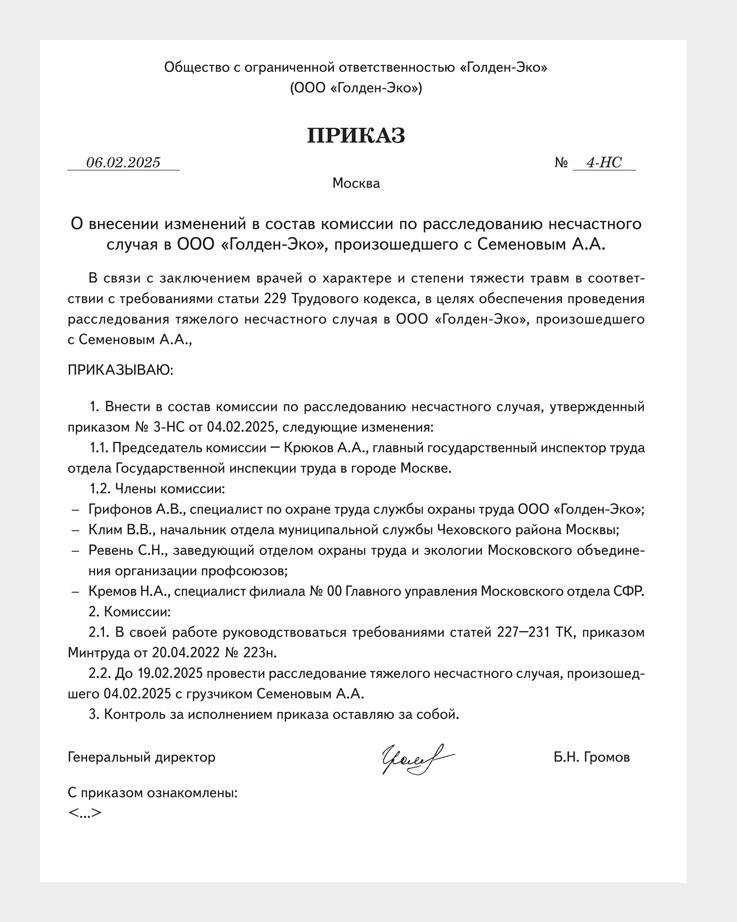 Общество с ограниченной ответственностью «Голден-Эко»
(ООО «Голден-Эко»)
ПРИКАЗ
06.02.2025 № 4-НС
Москва
О внесении изменений в состав комиссии по расследованию несчастного
случая в ООО «Голден-Эко», произошедшего с Семеновым А.А.
В связи с заключением врачей о характере и степени тяжести травм в соответ-
ствии с требованиями статьи 229 Трудового кодекса, в целях обеспечения проведения
расследования тяжелого несчастного случая в ООО «Голден-Эко», произошедшего
с Семеновым А.А.,
ПРИКАЗЫВАЮ:
1. Внести в состав комиссии по расследованию несчастного случая, утвержденный
приказом № 3-НС от 04.02.2025, следующие изменения:
1.1. Председатель комиссии — Крюков А.А., главный государственный инспектор труда
отдела Государственной инспекции труда в городе Москве.
1.2. Члены комиссии:
– Грифонов А.В., специалист по охране труда службы охраны труда ООО «Голден-Эко»;
– Клим В.В., начальник отдела муниципальной службы Чеховского района Москвы;
– Ревень С.Н., заведующий отделом охраны труда и экологии Московского объедине-
ния организации профсоюзов;
– Кремов Н.А., специалист филиала № 00 Главного управления Московского отдела СФР.
2. Комиссии:
2.1. В своей работе руководствоваться требованиями статей 227—231 ТК, приказом
Минтруда от 20.04.2022 № 223н.
2.2. До 19.02.2025 провести расследование тяжелого несчастного случая, произошед-
шего 04.02.2025 с грузчиком Семеновым А.А.
3. Контроль за исполнением приказа оставляю за собой.
Генеральный директор Б.Н. Громов
С приказом ознакомлены:
<...>